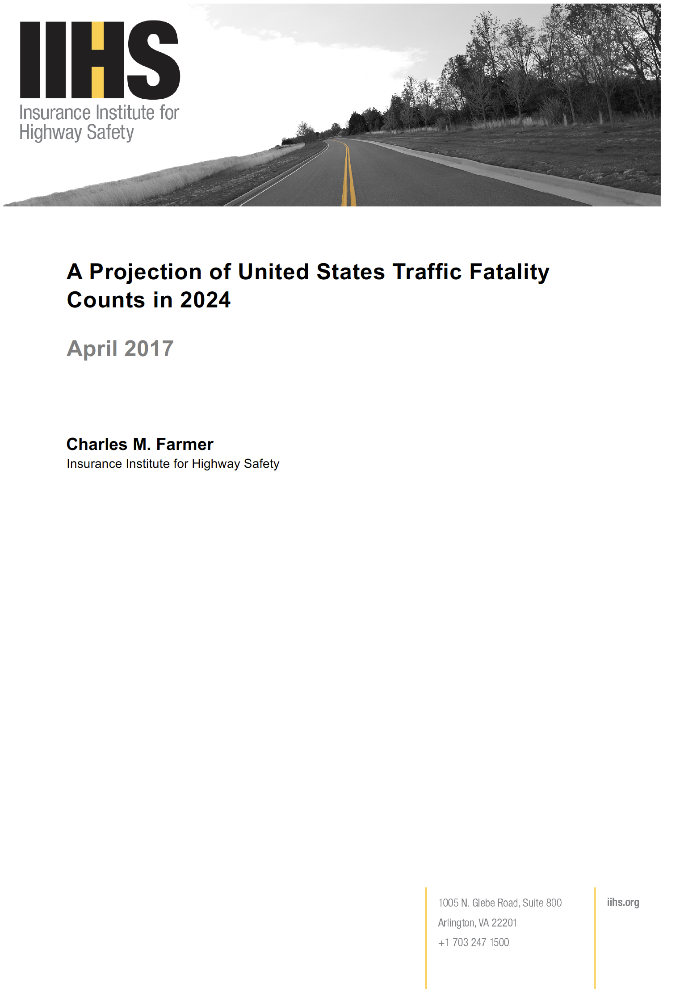 IIHS
Insurance Institute for
Highway Safety
A Projection of United States Traffic Fatality
Counts in 2024
April 2017
Charles M. Farmer
Insurance Institute for Highway Safety
1005 N. Glebe Road, Suite 800
Arlington, VA 22201
+1 703 247 1500
iihs.org